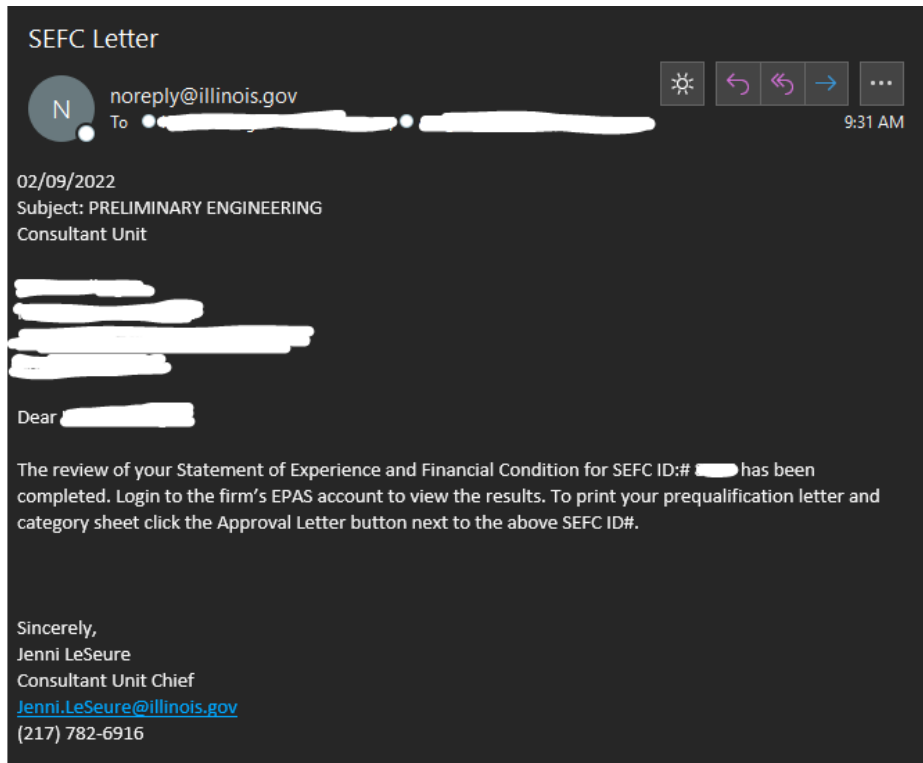 SEFC Letter
N
noreply@illinois.gov
To
9:31 AM
02/09/2022
Subject: PRELIMINARY ENGINEERING
Consultant Unit
Dear
The review of your Statement of Experience and Financial Condition for SEFC ID:# has been
completed. Login to the firm's EPAS account to view the results. To print your prequalification letter and
category sheet click the Approval Letter button next to the above SEFC ID#.
Sincerely,
Jenni LeSeure
Consultant Unit Chief
Jenni.LeSeure@illinois.gov
(217) 782-6916